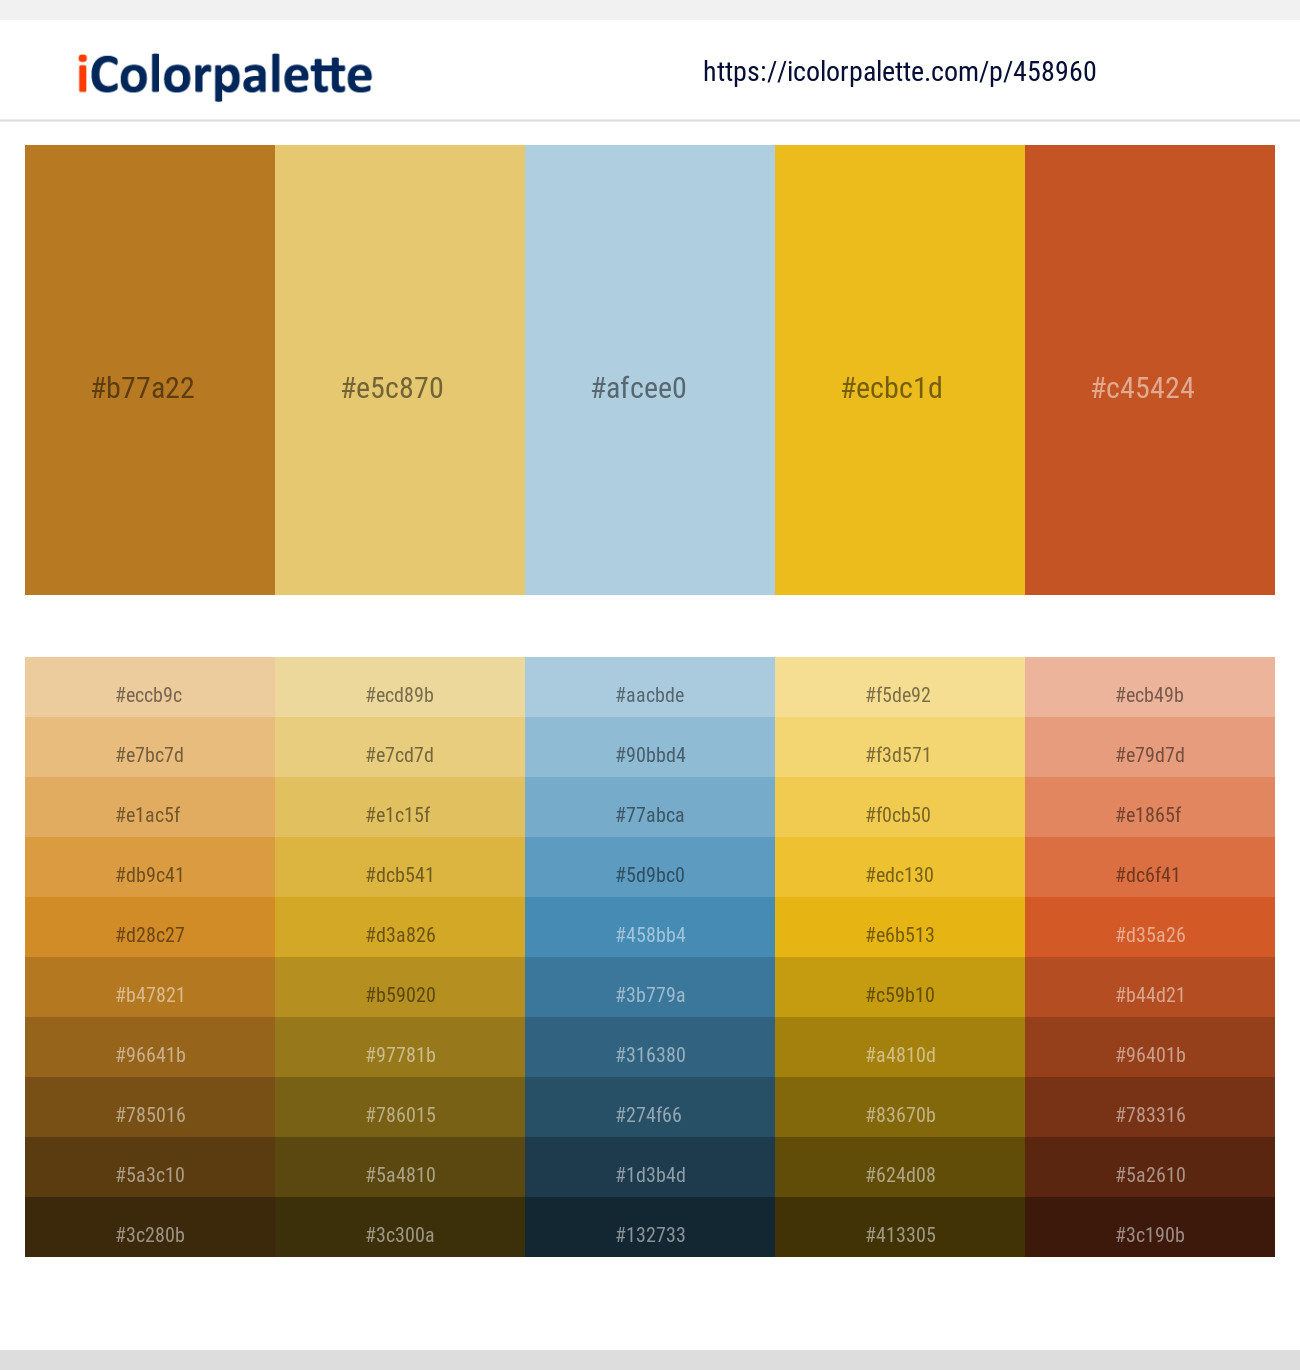 iColorpalette
https://icolorpalette.com/p/458960
#b77a22 #e5c870 #afcee0 #ecbc1d #c45424
#eccb9c #ecd89b #aacbde #f5de92 #ecb49b
#e7bc7d #e7cd7d #90bbd4 #f3d571 #e79d7d
#e1ac5f #e1c15f #77abca #f0cb50 #e1865f
#db9c41 #dcb541 #5d9bc0 #edc130 #dc6f41
#d28c27 #d3a826 #458bb4 #e6b513 #d35a26
#b47821 #b59020 #3b779a #c59b10 #b44d21
#96641b #97781b #316380 #a4810d #96401b
#785016 #786015 #274f66 #83670b #783316
#5a3c10 #5a4810 #1d3b4d #624d08 #5a2610
#3c280b #3c300a #132733 #413305 #3c190b